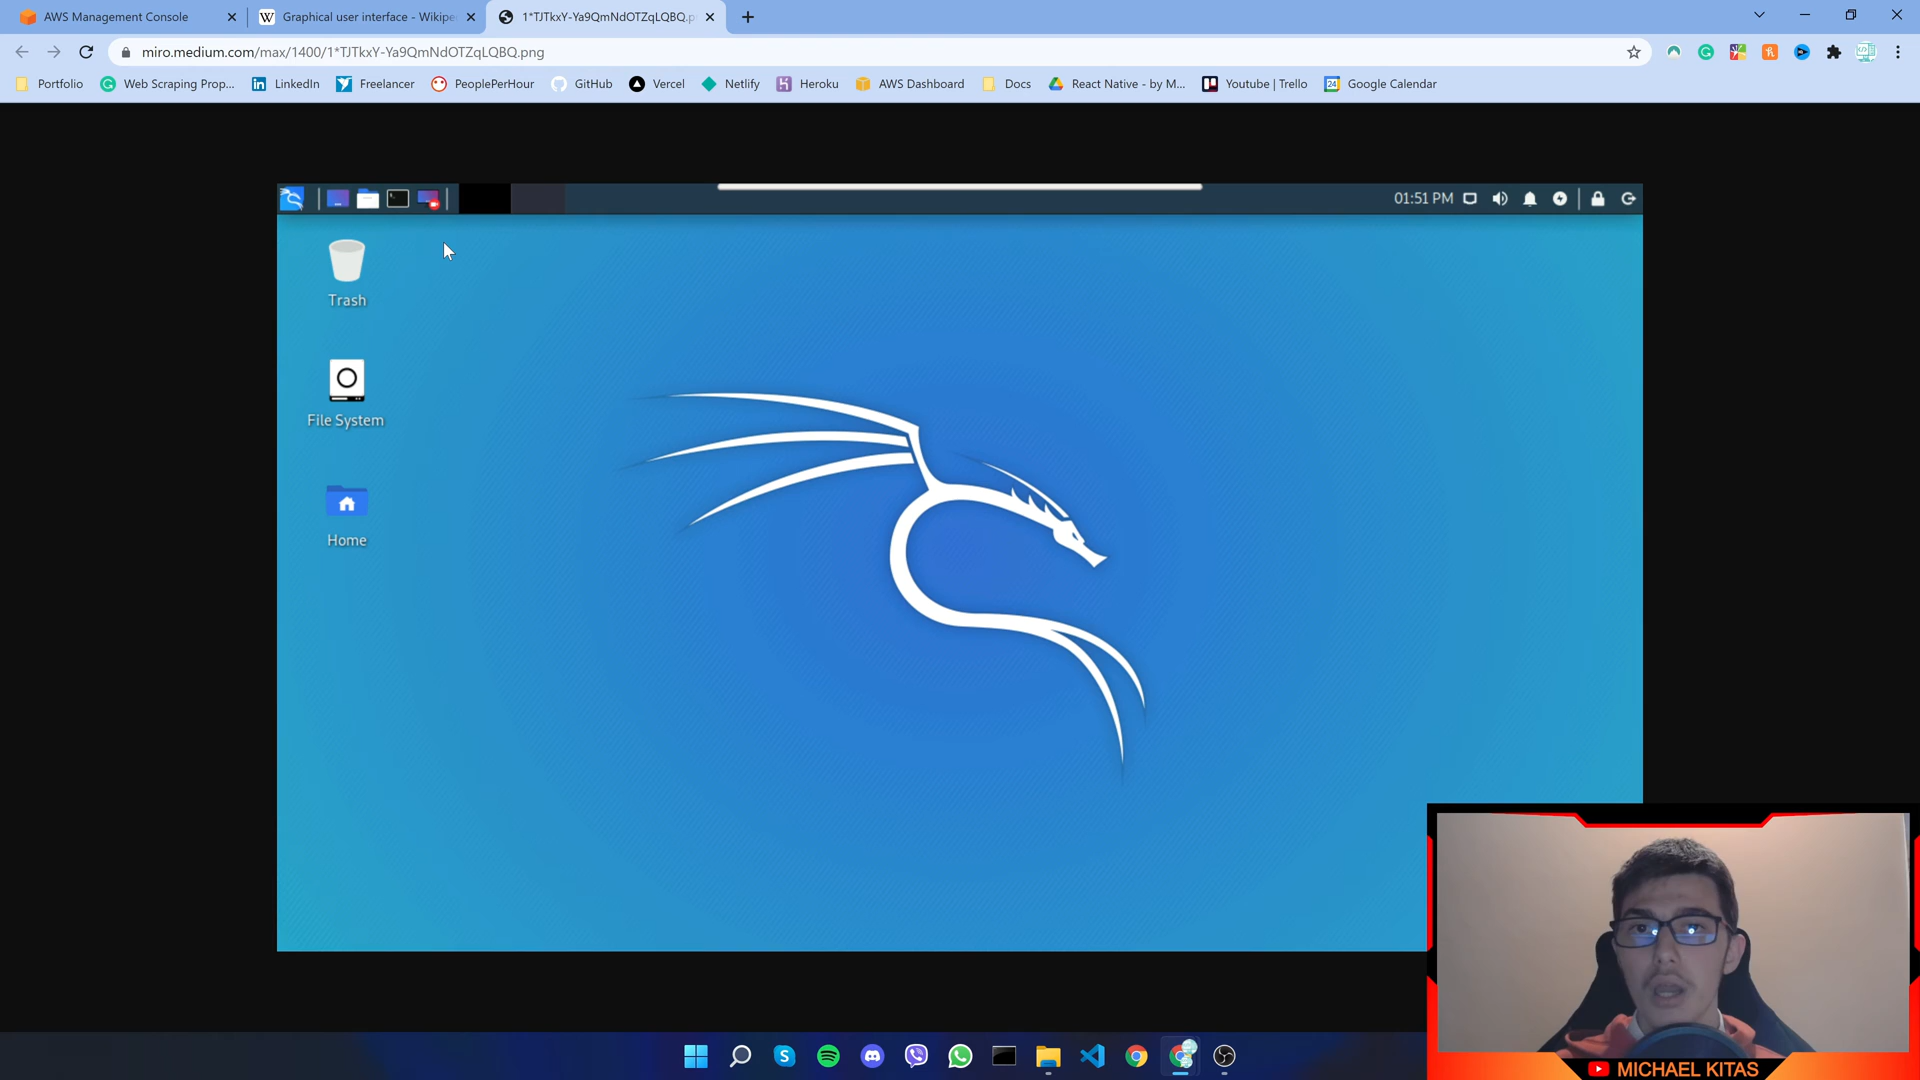 AWS Management Console
Graphical user interface - Wikipe
1*TJTkxY-Ya9QmNdOTZqLQBQ.p
miro.medium.com/max/1400/1*TJTkxY-Ya9QmNdOTZqLQBQ.png
Portfolio
Web Scraping Prop...
LinkedIn
Freelancer
PeoplePerHour
GitHub
Vercel
Netlify
Heroku
AWS Dashboard
Docs
React Native - by M...
Youtube | Trello
Google Calendar
01:51 PM
Trash
File System
Home
MICHAEL KITAS